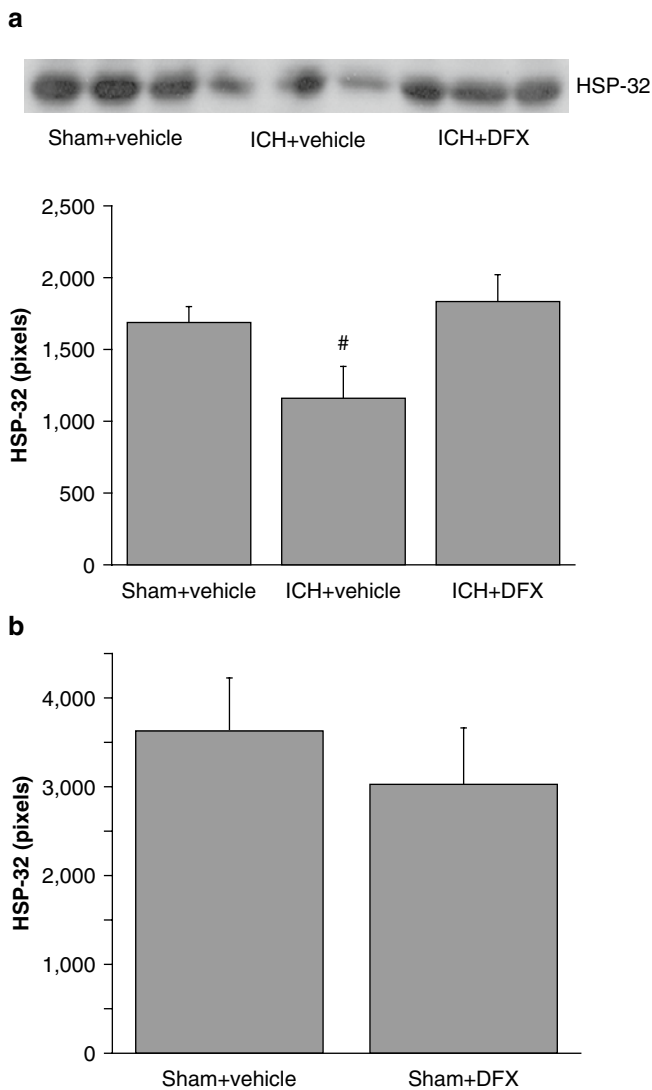 a
HSP-32
Sham+vehicle ICH+vehicle ICH+DFX
2,500
2,000
1,500
1,000
500
0
HSP-32 (pixels)
#
Sham+vehicle ICH+vehicle ICH+DFX
b
4,000
3,000
2,000
1,000
0
HSP-32 (pixels)
Sham+vehicle Sham+DFX